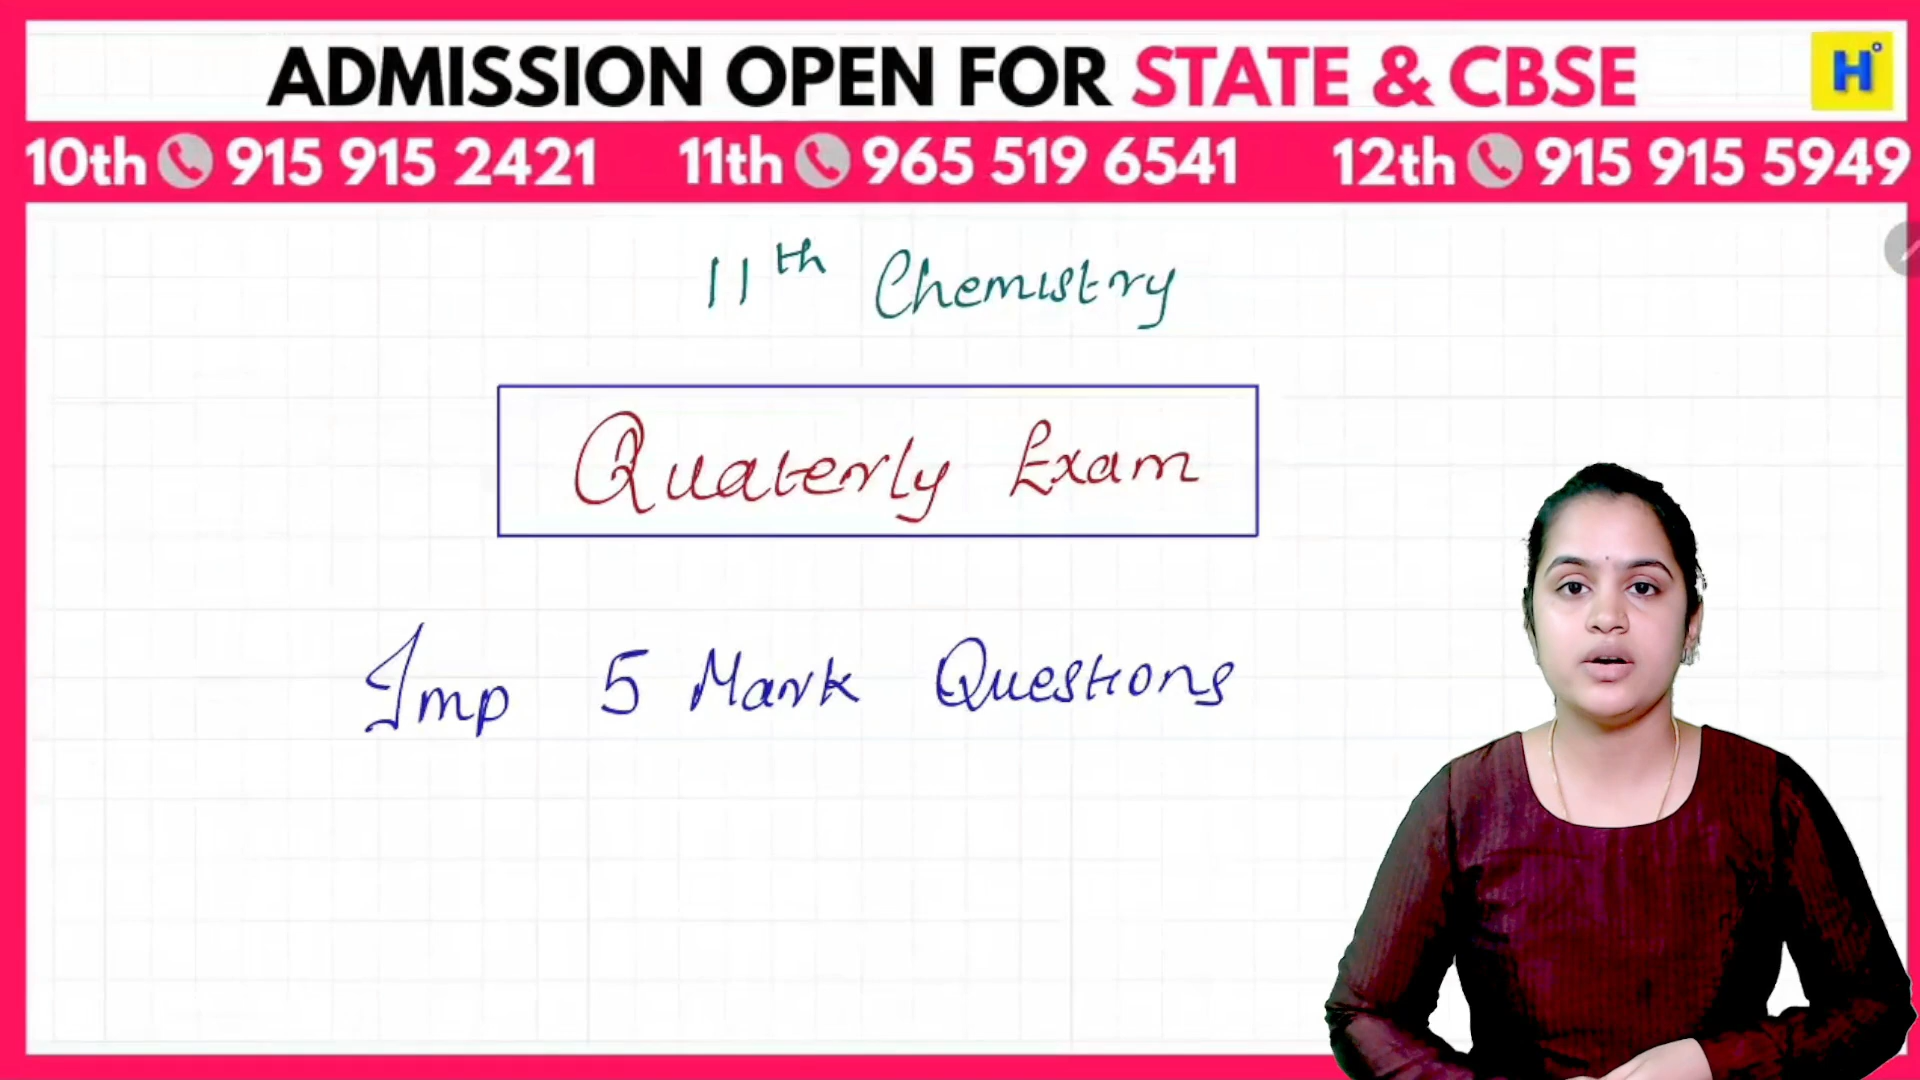 ADMISSION OPEN FOR STATE & CBSE
H°
10th 915 915 2421 11th 965 519 6541 12th 915 915 5949
11th Chemistry
Quaterly Exam
Imp 5 Mark Questions